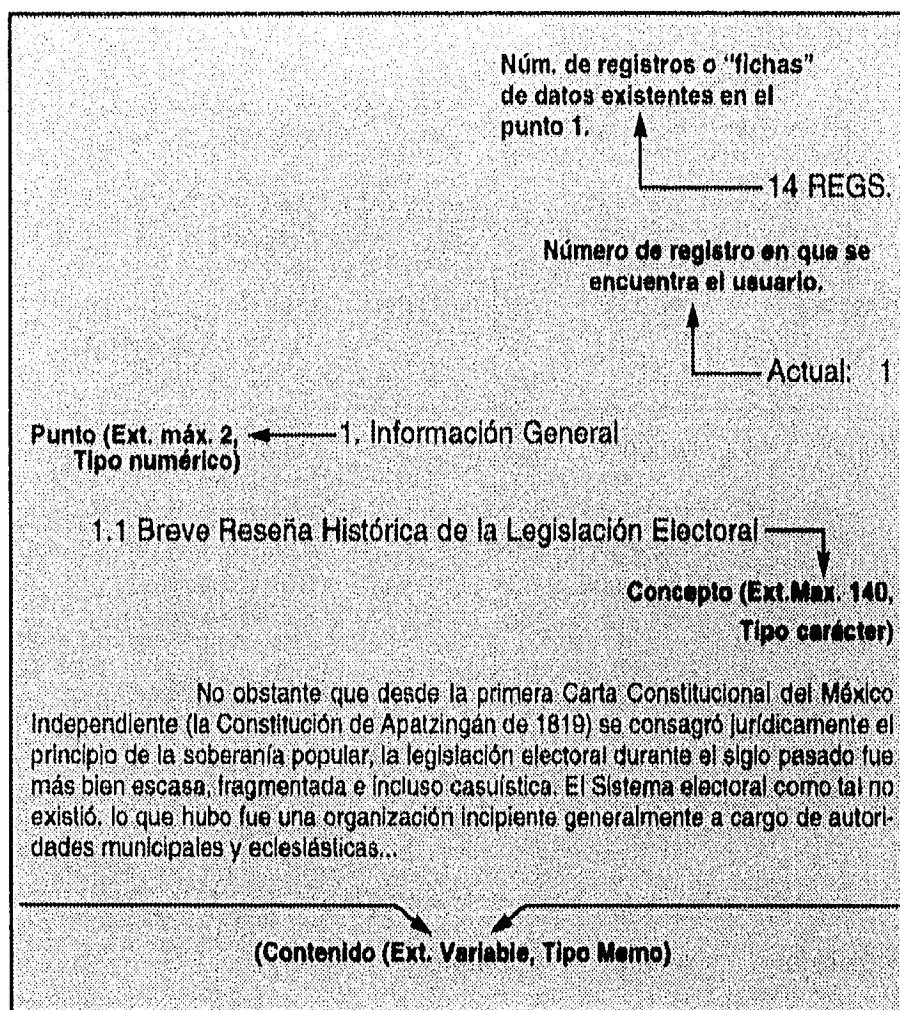 Núm. de registros o "fichas"
de datos existentes en el
punto 1.
14 REGS.
Número de registro en que se
encuentra el usuario.
Actual: 1
Punto (Ext. máx. 2,
Tipo numérico)
1. Información General
1.1 Breve Reseña Histórica de la Legislación Electoral
Concepto (Ext.Max. 140,
Tipo carácter)
No obstante que desde la primera Carta Constitucional del México
Independiente (la Constitución de Apatzingán de 1819) se consagró jurídicamente el
principio de la soberanía popular, la legislación electoral durante el siglo pasado fue
más bien escasa, fragmentada e incluso casuística. El Sistema electoral como tal no
existió, lo que hubo fue una organización incipiente generalmente a cargo de autori-
dades municipales y eclesiásticas...
(Contenido (Ext. Variable, Tipo Memo)